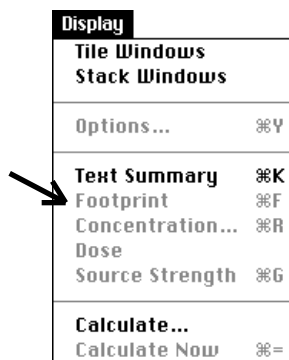 Display
Tile Windows
Stack Windows
Options... ⌘Y
Text Summary ⌘K
Footprint ⌘F
Concentration... ⌘R
Dose
Source Strength ⌘G
Calculate...
Calculate Now ⌘=